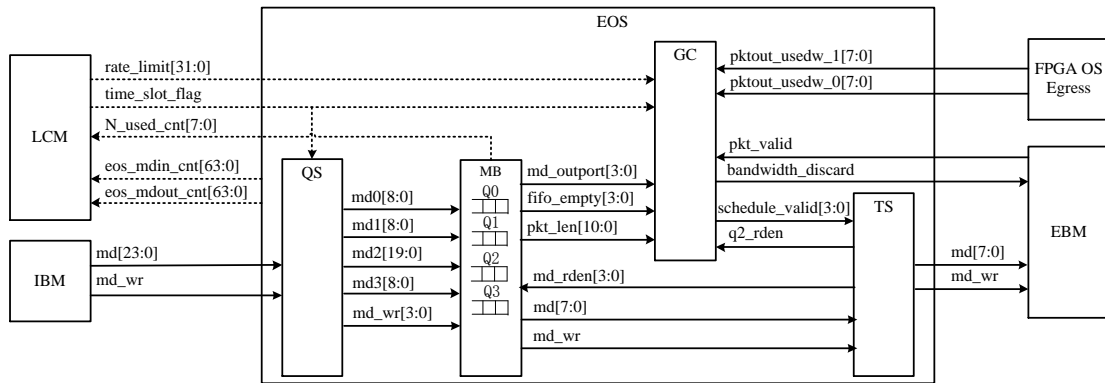 EOS
LCM
rate_limit[31:0]
time_slot_flag
N_used_cnt[7:0]
eos_mdin_cnt[63:0]
eos_mdout_cnt[63:0]
IBM
md[23:0]
md_wr
QS
md0[8:0]
md1[8:0]
md2[19:0]
md3[8:0]
md_wr[3:0]
MB
Q0
Q1
Q2
Q3
md_outport[3:0]
fifo_empty[3:0]
pkt_len[10:0]
md_rden[3:0]
md[7:0]
md_wr
GC
pktout_usedw_1[7:0]
pktout_usedw_0[7:0]
pkt_valid
bandwidth_discard
schedule_valid[3:0]
q2_rden
TS
md[7:0]
md_wr
FPGA OS
Egress
EBM